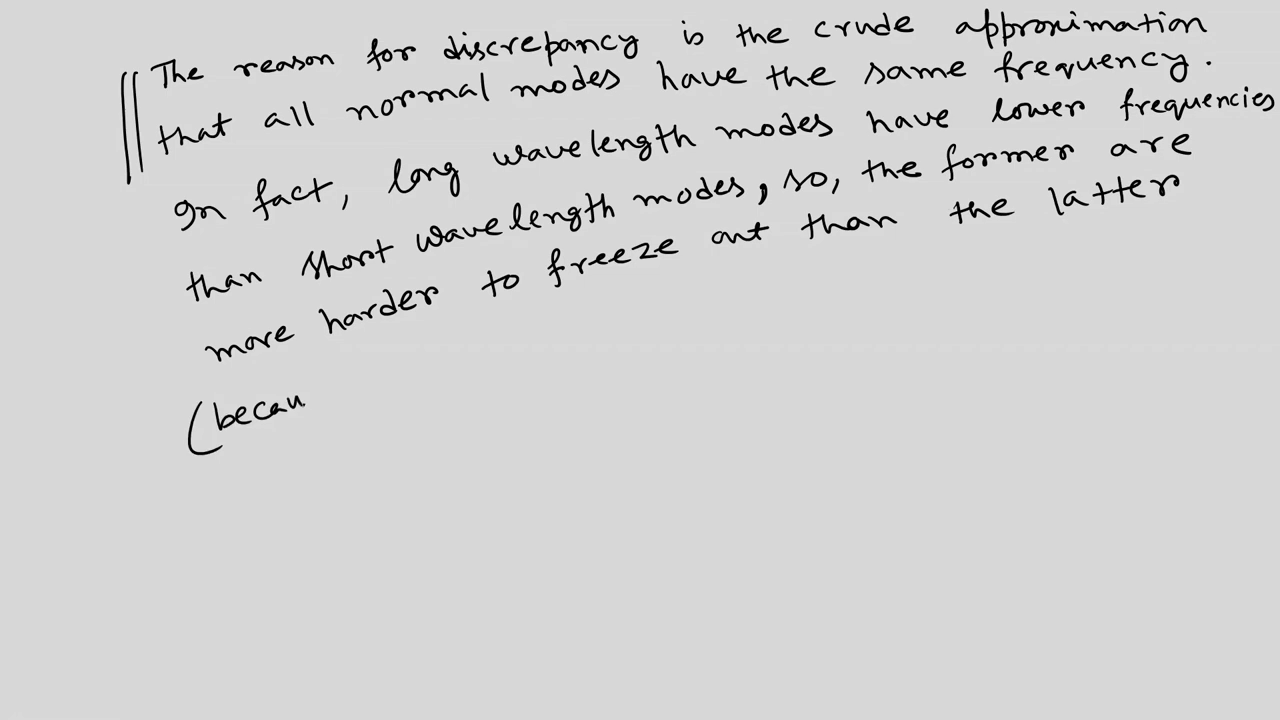 The reason for discrepancy is the crude approximation
that all normal modes have the same frequency.
In fact, long wavelength modes have lower frequencies
than short wavelength modes, so, the former are
more harder to freeze out than the latter
(becau